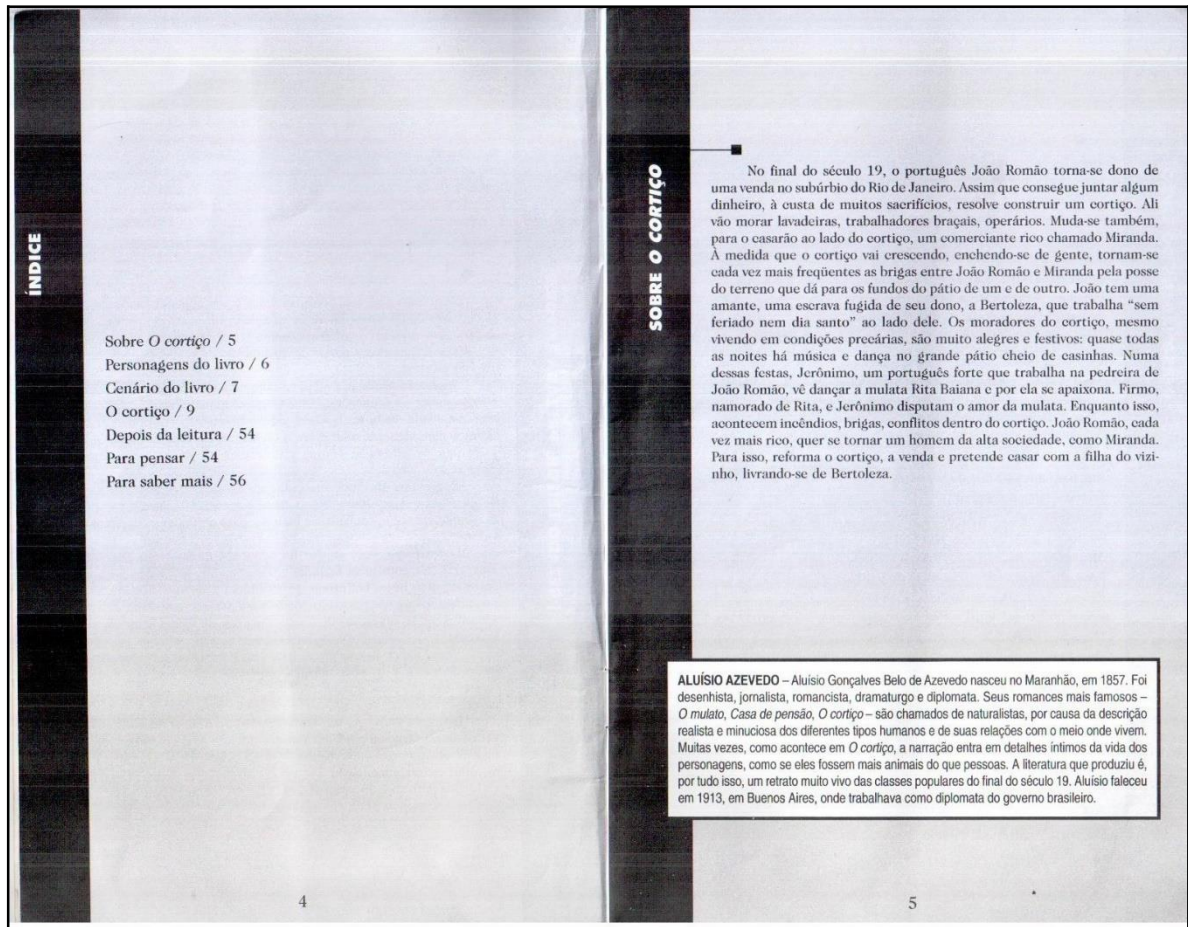 ÍNDICE
Sobre O cortiço / 5
Personagens do livro / 6
Cenário do livro / 7
O cortiço / 9
Depois da leitura / 54
Para pensar / 54
Para saber mais / 56
4
SOBRE O CORTIÇO
No final do século 19, o português João Romão torna-se dono de
uma venda no subúrbio do Rio de Janeiro. Assim que consegue juntar algum
dinheiro, à custa de muitos sacrifícios, resolve construir um cortiço. Ali
vão morar lavadeiras, trabalhadores braçais, operários. Muda-se também,
para o casarão ao lado do cortiço, um comerciante rico chamado Miranda.
À medida que o cortiço vai crescendo, enchendo-se de gente, tornam-se
cada vez mais freqüentes as brigas entre João Romão e Miranda pela posse
do terreno que dá para os fundos do pátio de um e de outro. João tem uma
amante, uma escrava fugida de seu dono, a Bertoleza, que trabalha “sem
feriado nem dia santo” ao lado dele. Os moradores do cortiço, mesmo
vivendo em condições precárias, são muito alegres e festivos: quase todas
as noites há música e dança no grande pátio cheio de casinhas. Numa
dessas festas, Jerônimo, um português forte que trabalha na pedreira de
João Romão, vê dançar a mulata Rita Baiana e por ela se apaixona. Firmo,
namorado de Rita, e Jerônimo disputam o amor da mulata. Enquanto isso,
acontecem incêndios, brigas, conflitos dentro do cortiço. João Romão, cada
vez mais rico, quer se tornar um homem da alta sociedade, como Miranda.
Para isso, reforma o cortiço, a venda e pretende casar com a filha do vizi-
nho, livrando-se de Bertoleza.
ALUÍSIO AZEVEDO – Aluísio Gonçalves Belo de Azevedo nasceu no Maranhão, em 1857. Foi
desenhista, jornalista, romancista, dramaturgo e diplomata. Seus romances mais famosos –
O mulato, Casa de pensão, O cortiço – são chamados de naturalistas, por causa da descrição
realista e minuciosa dos diferentes tipos humanos e de suas relações com o meio onde vivem.
Muitas vezes, como acontece em O cortiço, a narração entra em detalhes íntimos da vida dos
personagens, como se eles fossem mais animais do que pessoas. A literatura que produziu é,
por tudo isso, um retrato muito vivo das classes populares do final do século 19. Aluísio faleceu
em 1913, em Buenos Aires, onde trabalhava como diplomata do governo brasileiro.
5